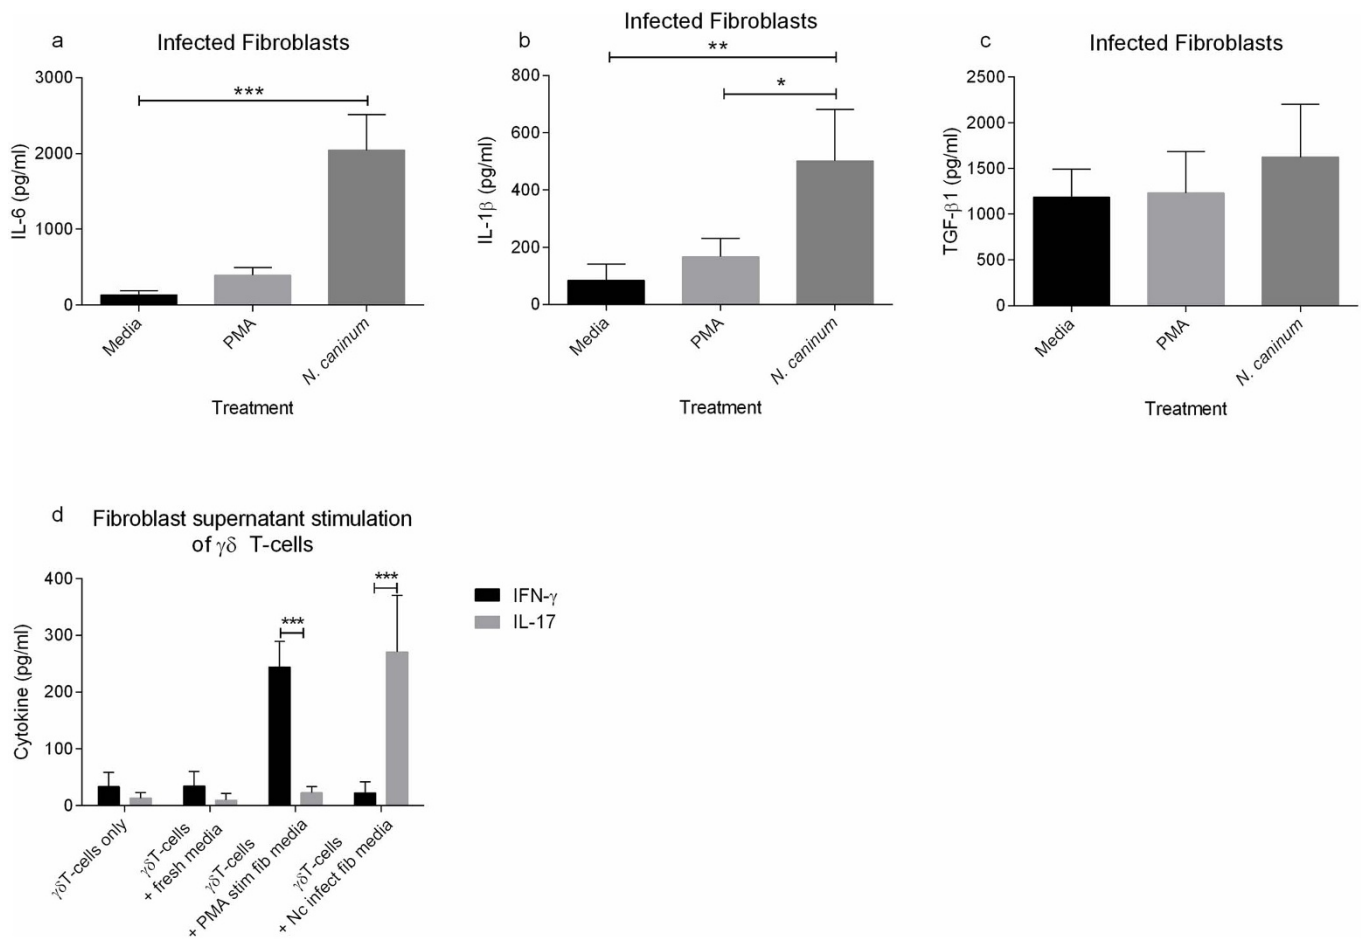 a
Infected Fibroblasts
***
3000
2000
1000
0
IL-6 (pg/ml)
Media
PMA
N. caninum
Treatment
b
Infected Fibroblasts
**
*
800
600
400
200
0
IL-1β (pg/ml)
Media
PMA
N. caninum
Treatment
c
Infected Fibroblasts
2500
2000
1500
1000
500
0
TGF-β1 (pg/ml)
Media
PMA
N. caninum
Treatment
d
Fibroblast supernatant stimulation
of γδ T-cells
400
300
200
100
0
Cytokine (pg/ml)
***
***
γδT-cells only
γδT-cells
+ fresh media
γδT-cells
+ PMA stim fib media
γδT-cells
+ Nc infect fib media
IFN-γ
IL-17